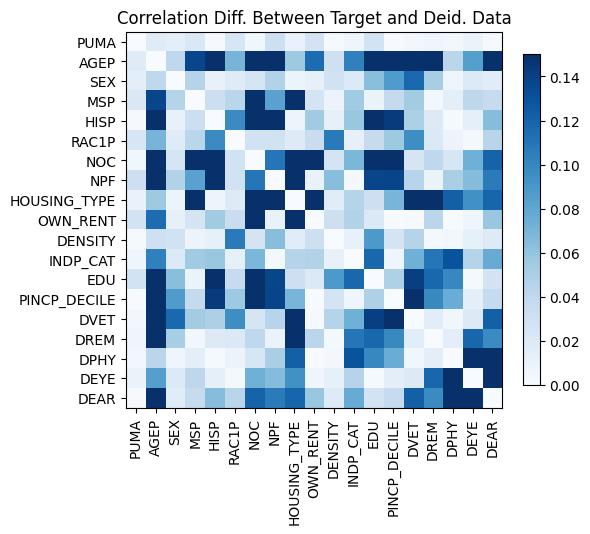 Correlation Diff. Between Target and Deid. Data
PUMA
AGEP
SEX
MSP
HISP
RAC1P
NOC
NPF
HOUSING_TYPE
OWN_RENT
DENSITY
INDP_CAT
EDU
PINCP_DECILE
DVET
DREM
DPHY
DEYE
DEAR
PUMA
AGEP
SEX
MSP
HISP
RAC1P
NOC
NPF
HOUSING_TYPE
OWN_RENT
DENSITY
INDP_CAT
EDU
PINCP_DECILE
DVET
DREM
DPHY
DEYE
DEAR
0.14
0.12
0.10
0.08
0.06
0.04
0.02
0.00